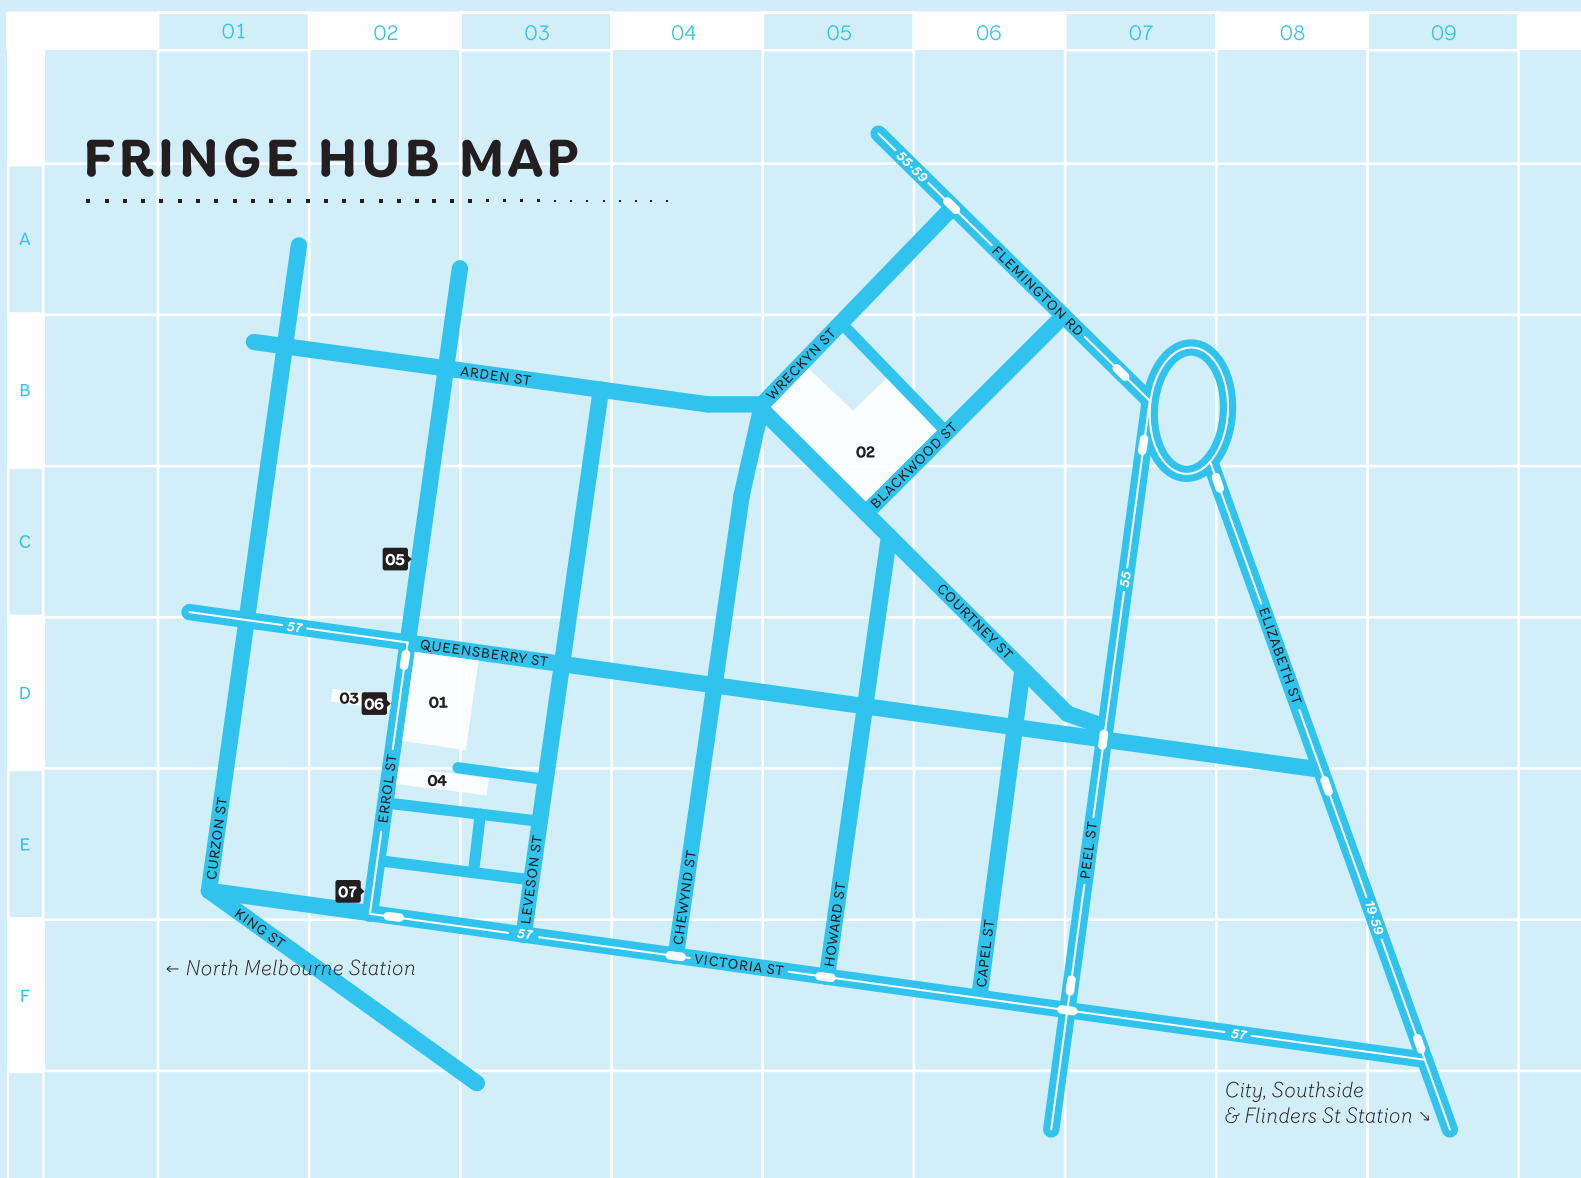 01 02 03 04 05 06 07 08 09
FRINGE HUB MAP
A
B
C
D
E
F
55·59
FLEMINGTON RD
WRECKYN ST
ARDEN ST
02
BLACKWOOD ST
05
55
COURTNEY ST
ELIZABETH ST
57
QUEENSBERRY ST
03
06
01
04
ERROL ST
CURZON ST
PEEL ST
LEVESON ST
CHEWYND ST
HOWARD ST
CAPEL ST
07
19·59
KING ST
57
VICTORIA ST
← North Melbourne Station
57
City, Southside
& Flinders St Station ↘